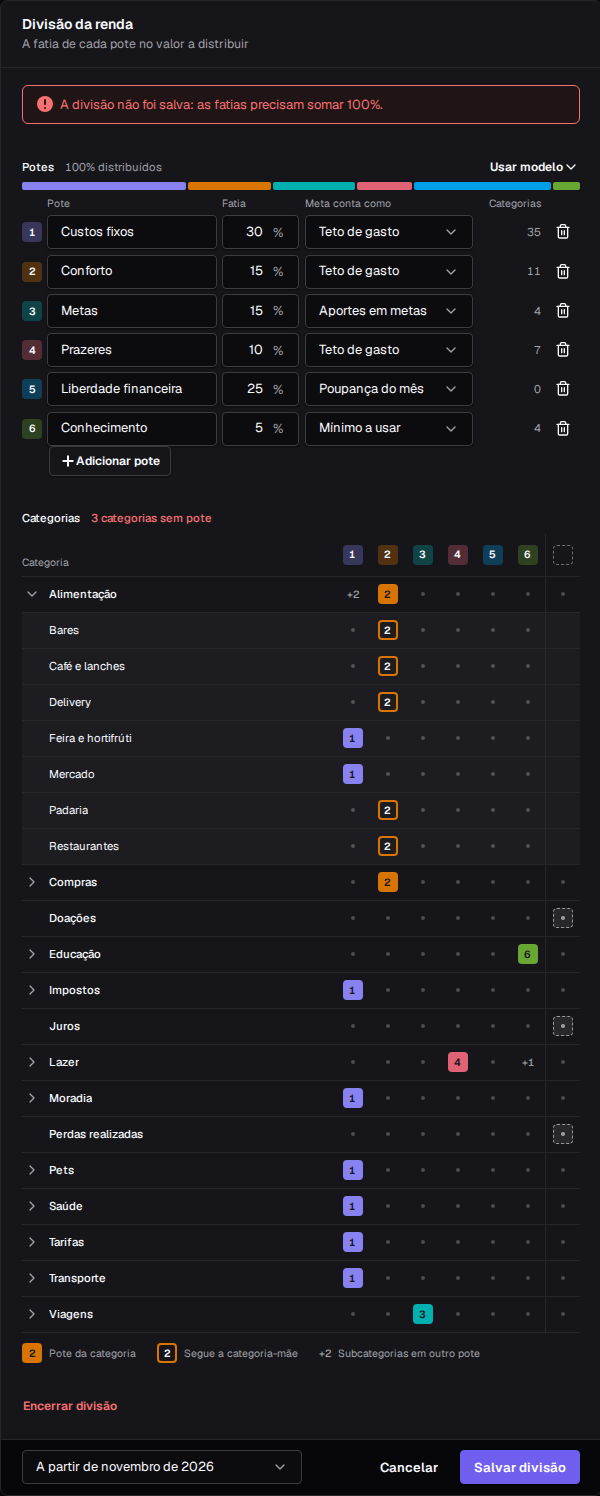 Divisão da renda
A fatia de cada pote no valor a distribuir
A divisão não foi salva: as fatias precisam somar 100%.
Potes 100% distribuídos Usar modelo
Pote Fatia Meta conta como Categorias
1 Custos fixos 30 % Teto de gasto 35
2 Conforto 15 % Teto de gasto 11
3 Metas 15 % Aportes em metas 4
4 Prazeres 10 % Teto de gasto 7
5 Liberdade financeira 25 % Poupança do mês 0
6 Conhecimento 5 % Mínimo a usar 4
Adicionar pote
Categorias 3 categorias sem pote
Categoria 1 2 3 4 5 6
Alimentação +2 2
Bares 2
Café e lanches 2
Delivery 2
Feira e hortifrúti 1
Mercado 1
Padaria 2
Restaurantes 2
Compras 2
Doações
Educação 6
Impostos 1
Juros
Lazer 4 +1
Moradia 1
Perdas realizadas
Pets 1
Saúde 1
Tarifas 1
Transporte 1
Viagens 3
2 Pote da categoria 2 Segue a categoria-mãe +2 Subcategorias em outro pote
Encerrar divisão
A partir de novembro de 2026 Cancelar Salvar divisão